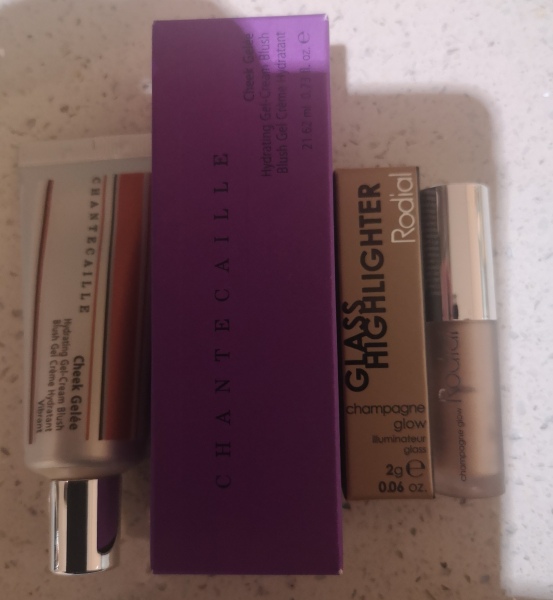 CHANTECAILLE
Cheek Gelée
Hydrating Gel-Cream Blush
Blush Gel Crème Hydratant
Vibrant
Cheek Gelée
Hydrating Gel-Cream Blush
Blush Gel Crème Hydratant
CHANTECAILLE
GLASS
HIGHLIGHTER
Rodial
champagne
glow
illuminateur
glass
2g e
0.06 oz.
Rodial
champagne glow